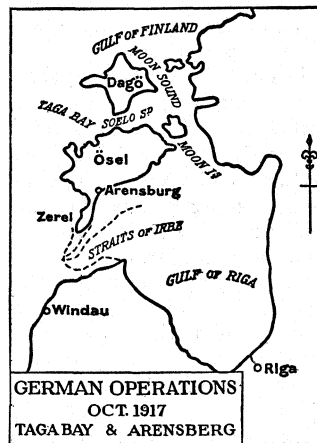 GULF OF FINLAND
MOON SOUND
Dagö
TAGA BAY
SOELO SD
Ösel
MOON Is
Arensburg
Zerel
STRAITS OF IRBE
GULF OF RIGA
Windau
Riga
GERMAN OPERATIONS
OCT. 1917
TAGA BAY & ARENSBERG